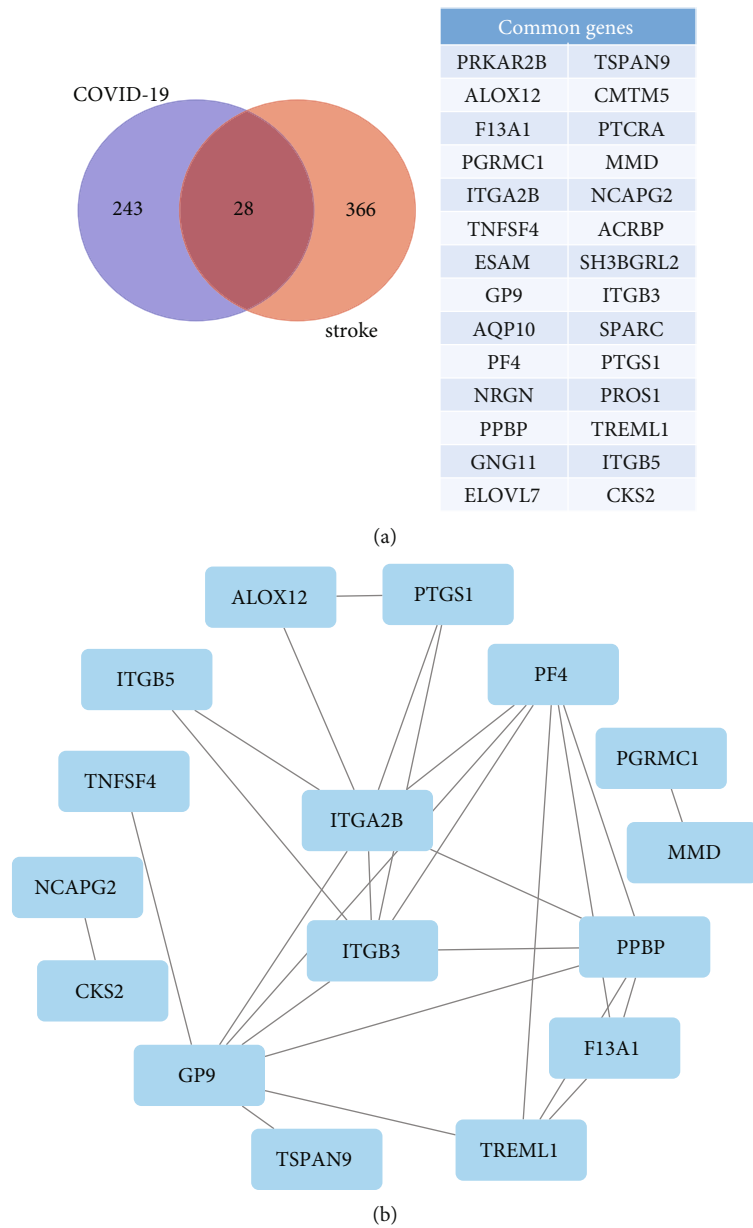 Common genes
COVID-19
243
28
366
stroke
PRKAR2B TSPAN9
ALOX12 CMTM5
F13A1 PTCRA
PGRMC1 MMD
ITGA2B NCAPG2
TNFSF4 ACRBP
ESAM SH3BGRL2
GP9 ITGB3
AQP10 SPARC
PF4 PTGS1
NRGN PROS1
PPBP TREML1
GNG11 ITGB5
ELOVL7 CKS2
(a)
ALOX12
PTGS1
ITGB5
PF4
TNFSF4
PGRMC1
ITGA2B
MMD
NCAPG2
ITGB3
PPBP
CKS2
F13A1
GP9
TSPAN9
TREML1
(b)